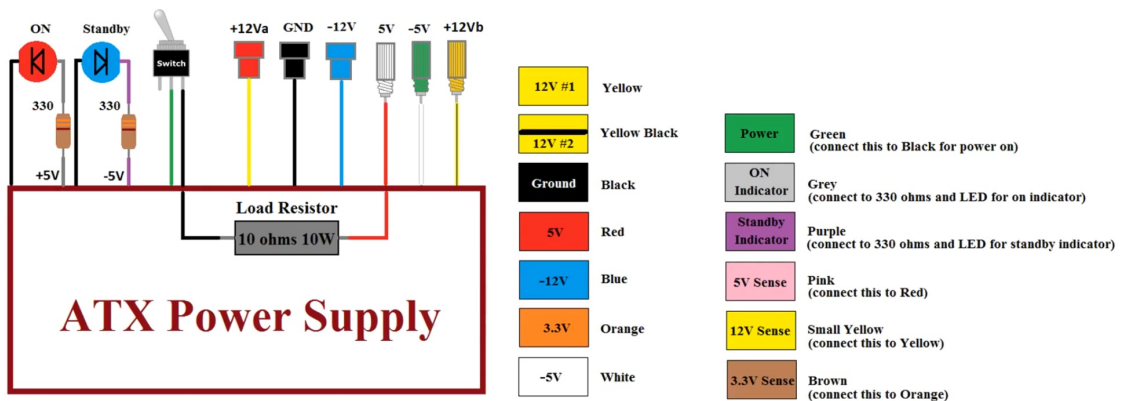 ON
Standby
+12Va
GND
-12V
5V
-5V
+12Vb
Switch
330
330
+5V
-5V
Load Resistor
10 ohms 10W
ATX Power Supply
12V #1
Yellow
12V #2
Yellow Black
Ground
Black
5V
Red
-12V
Blue
3.3V
Orange
-5V
White
Power
Green
(connect this to Black for power on)
ON
Indicator
Grey
(connect to 330 ohms and LED for on indicator)
Standby
Indicator
Purple
(connect to 330 ohms and LED for standby indicator)
5V Sense
Pink
(connect this to Red)
12V Sense
Small Yellow
(connect this to Yellow)
3.3V Sense
Brown
(connect this to Orange)